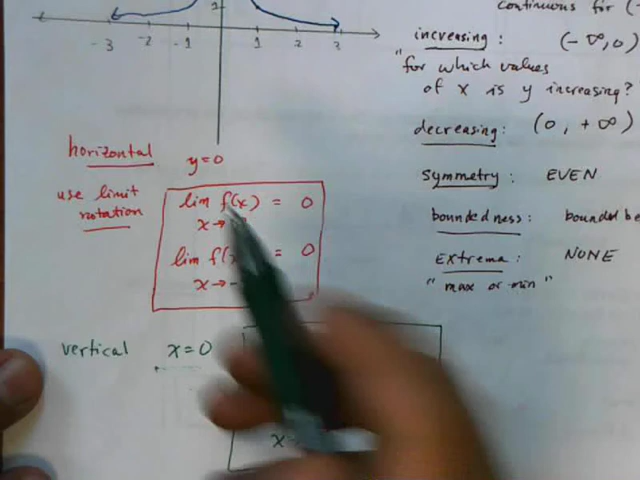 1
-3 -2 -1 1 2 3
horizontal y=0
use limit
notation
lim f(x) = 0
x→
lim f(x = 0
x→ -
vertical x=0
x
continuous for (-
increasing: (-∞,0)
"for which values
of x is y increasing?
decreasing: (0, +∞)
symmetry: EVEN
boundedness: bounded be
Extrema: NONE
"max or min"